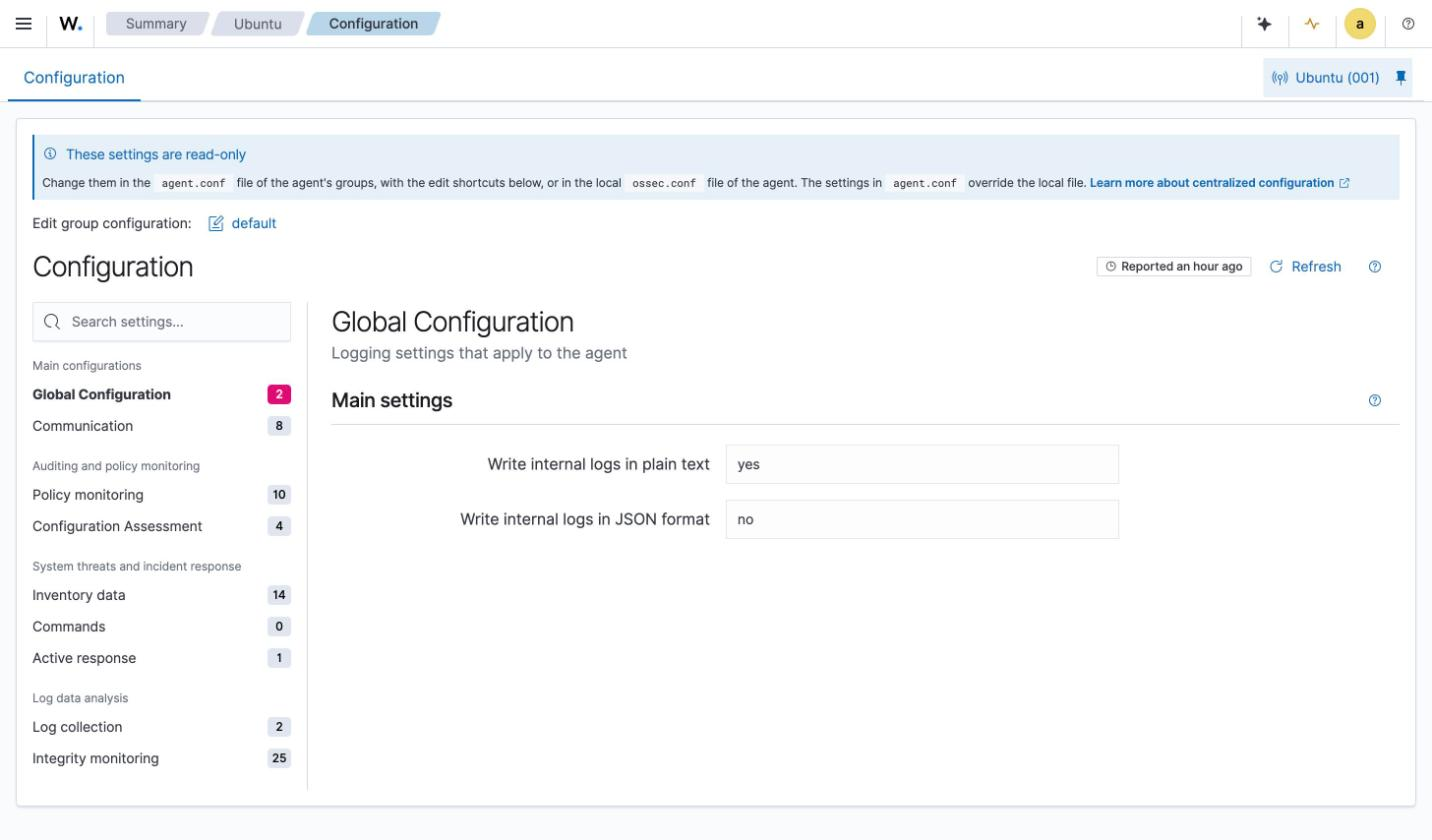 W.
Summary
Ubuntu
Configuration
a
Configuration
Ubuntu (001)
These settings are read-only
Change them in the agent.conf file of the agent's groups, with the edit shortcuts below, or in the local ossec.conf file of the agent. The settings in agent.conf override the local file. Learn more about centralized configuration
Edit group configuration: default
Configuration
Reported an hour ago
Refresh
Search settings...
Main configurations
Global Configuration 2
Communication 8
Auditing and policy monitoring
Policy monitoring 10
Configuration Assessment 4
System threats and incident response
Inventory data 14
Commands 0
Active response 1
Log data analysis
Log collection 2
Integrity monitoring 25
Global Configuration
Logging settings that apply to the agent
Main settings
Write internal logs in plain text yes
Write internal logs in JSON format no